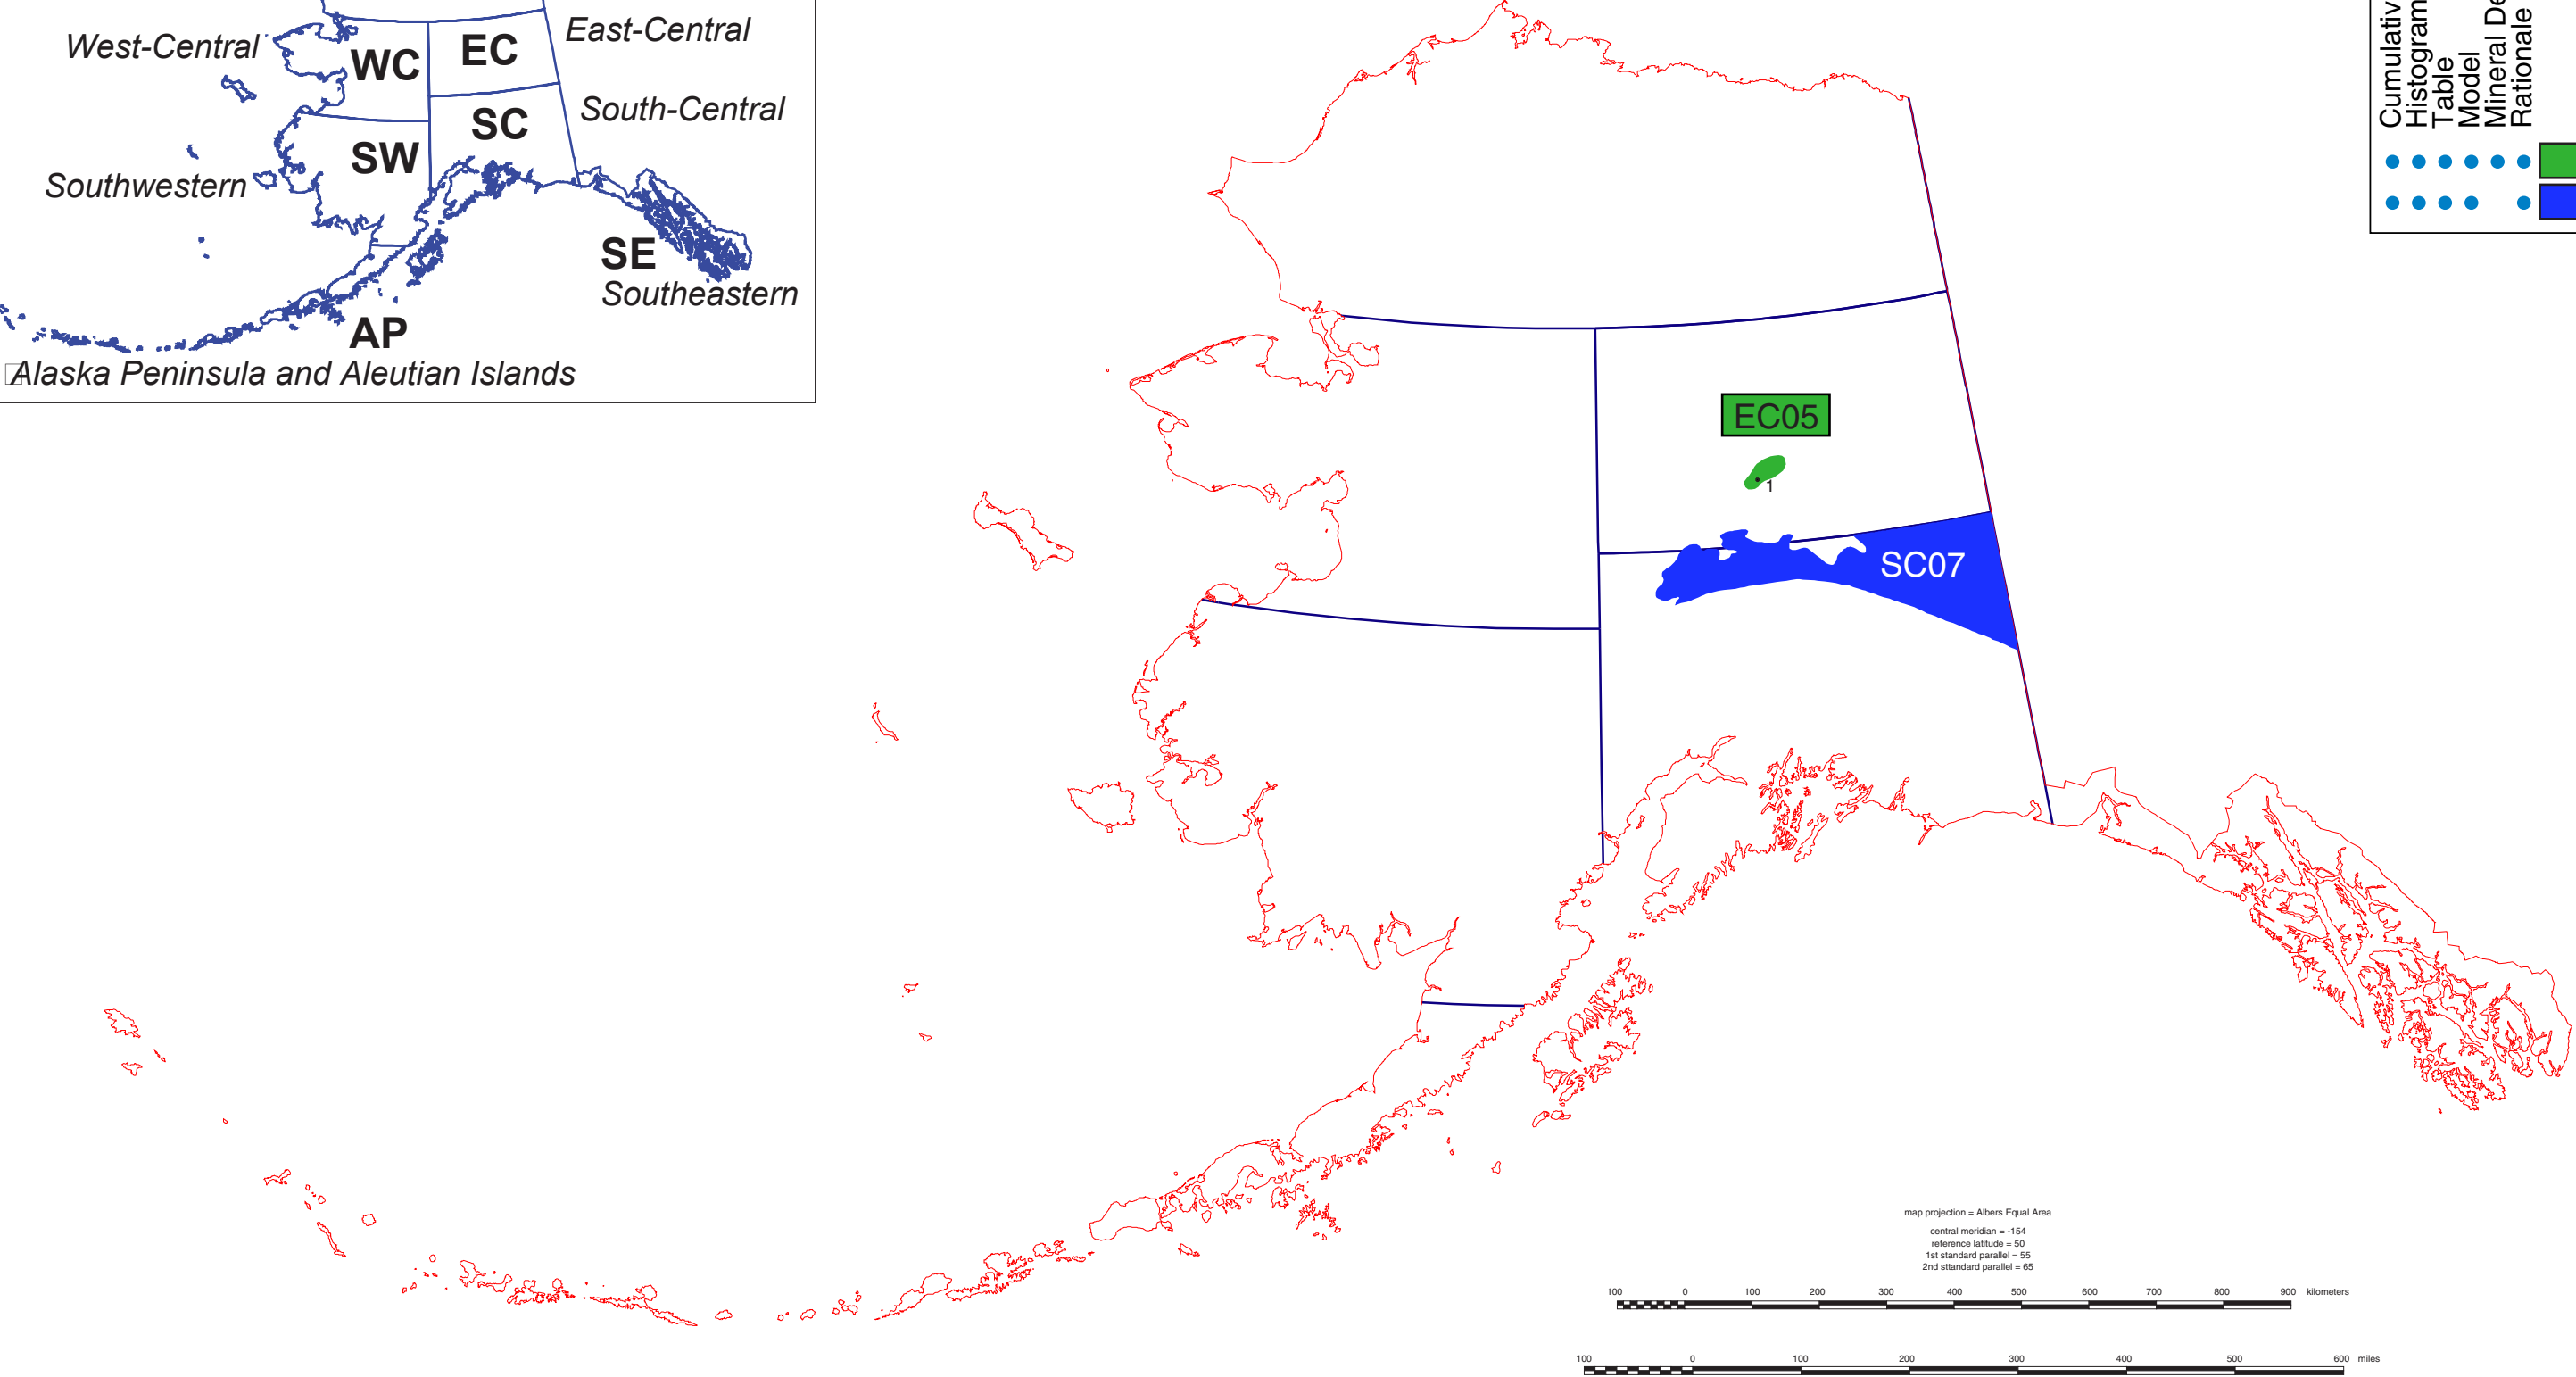 West-Central
WC
EC
East-Central
SC
South-Central
SW
Southwestern
SE
Southeastern
AP
Alaska Peninsula and Aleutian Islands
Histogram
Table
Model
Mineral
Rationale
EC05
1
SC07
map projection = Albers Equal Area
central meridian = -154
reference latitude = 50
1st standard parallel = 55
2nd sttandard parallel = 65
100 0 100 200 300 400 500 600 700 800 900 kilometers
100 0 100 200 300 400 500 600 miles